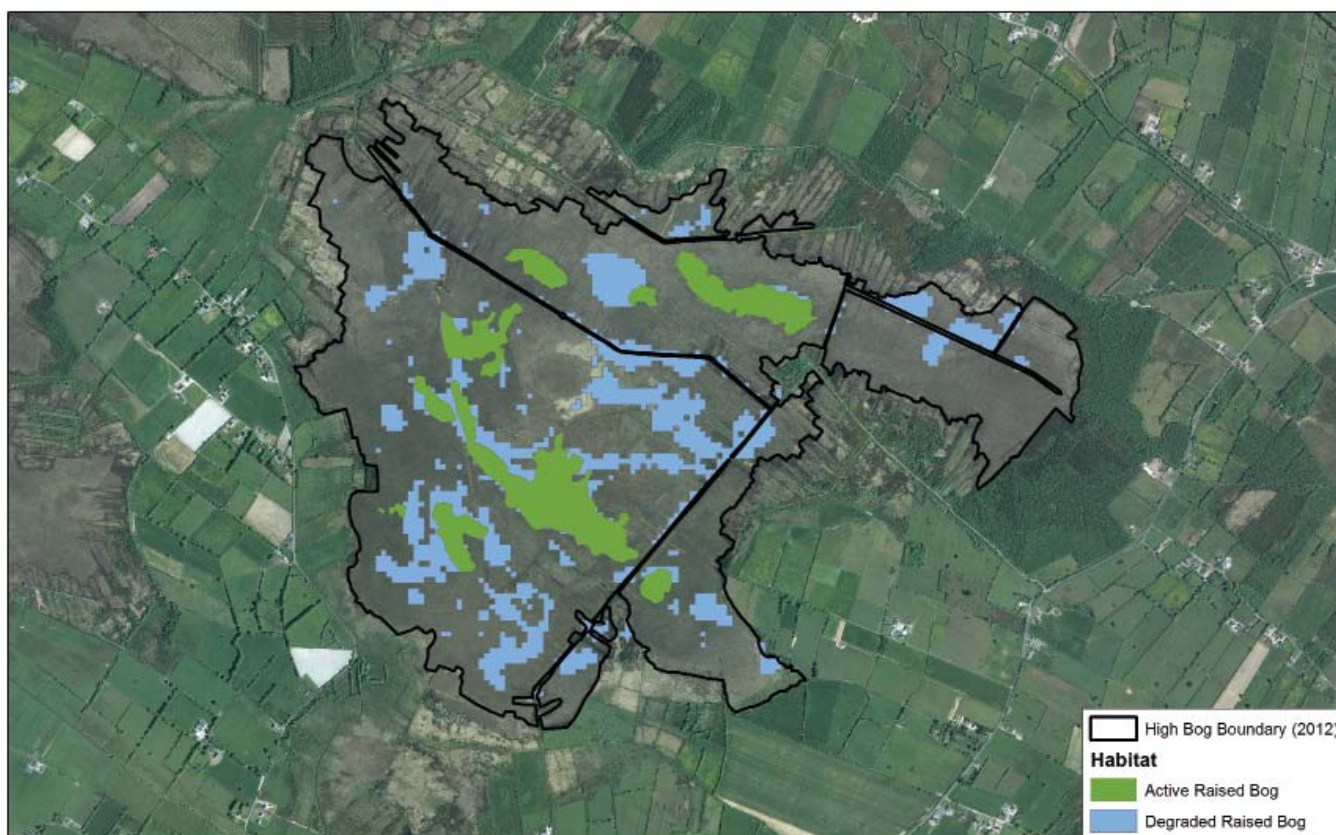 High Bog Boundary (2012)
Habitat
Active Raised Bog
Degraded Raised Bog